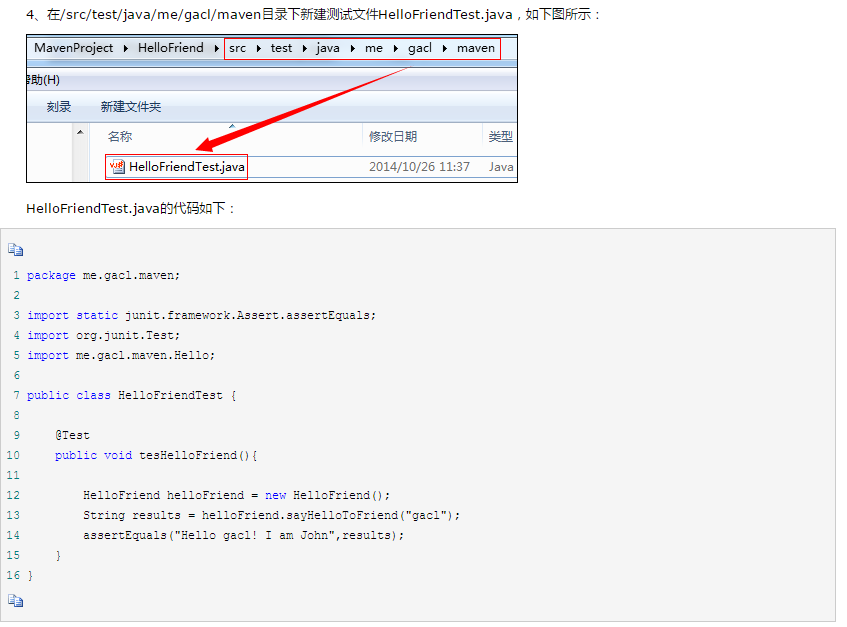 4、在/src/test/java/me/gacl/maven目录下新建测试文件HelloFriendTest.java，如下图所示：
MavenProject ▸ HelloFriend ▸ src ▸ test ▸ java ▸ me ▸ gacl ▸ maven
帮助(H)
刻录 新建文件夹
名称 修改日期 类型
HelloFriendTest.java 2014/10/26 11:37 Java
HelloFriendTest.java的代码如下：
1 package me.gacl.maven;
2
3 import static junit.framework.Assert.assertEquals;
4 import org.junit.Test;
5 import me.gacl.maven.Hello;
6
7 public class HelloFriendTest {
8
9     @Test
10     public void tesHelloFriend(){
11
12         HelloFriend helloFriend = new HelloFriend();
13         String results = helloFriend.sayHelloToFriend("gacl");
14         assertEquals("Hello gacl! I am John",results);
15     }
16 }